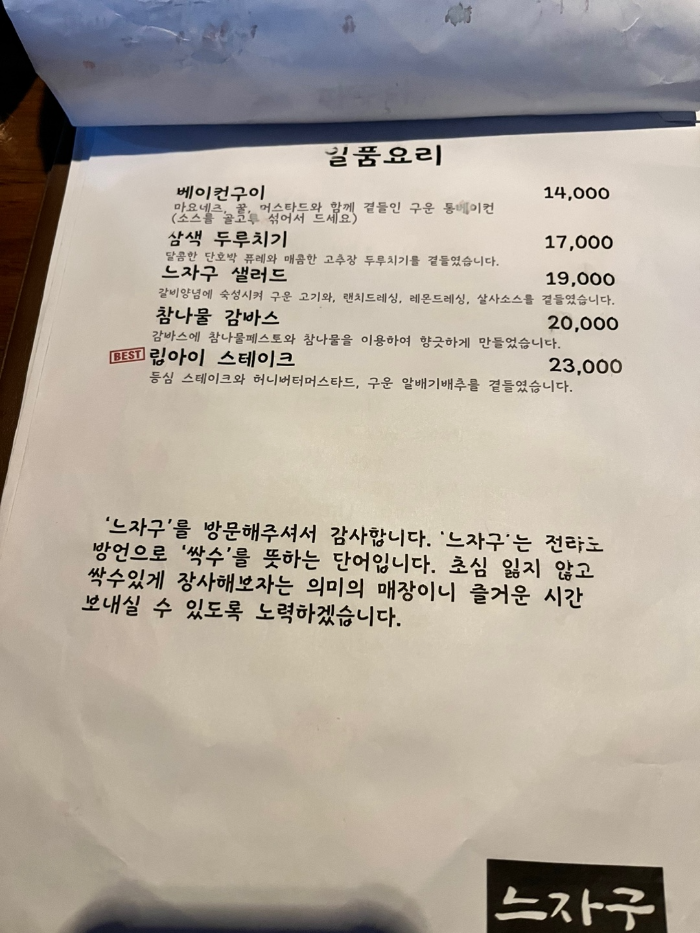 일품요리
베이컨구이 14,000
마요네즈, 꿀, 머스타드와 함께 곁들인 구운 통베이컨
(소스를 골고루 섞어서 드세요)
삼색 두루치기 17,000
달콤한 단호박 퓨레와 매콤한 고추장 두루치기를 곁들였습니다.
느자구 샐러드 19,000
갈비양념에 숙성시켜 구운 고기와, 랜치드레싱, 레몬드레싱, 살사소스를 곁들였습니다.
참나물 감바스 20,000
감바스에 참나물페스토와 참나물을 이용하여 향긋하게 만들었습니다.
BEST 립아이 스테이크 23,000
등심 스테이크와 허니버터머스타드, 구운 알배기배추를 곁들였습니다.
'느자구'를 방문해주셔서 감사합니다. '느자구'는 전라도
방언으로 '싹수'를 뜻하는 단어입니다. 초심 잃지 않고
싹수있게 장사해보자는 의미의 매장이니 즐거운 시간
보내실 수 있도록 노력하겠습니다.
느자구